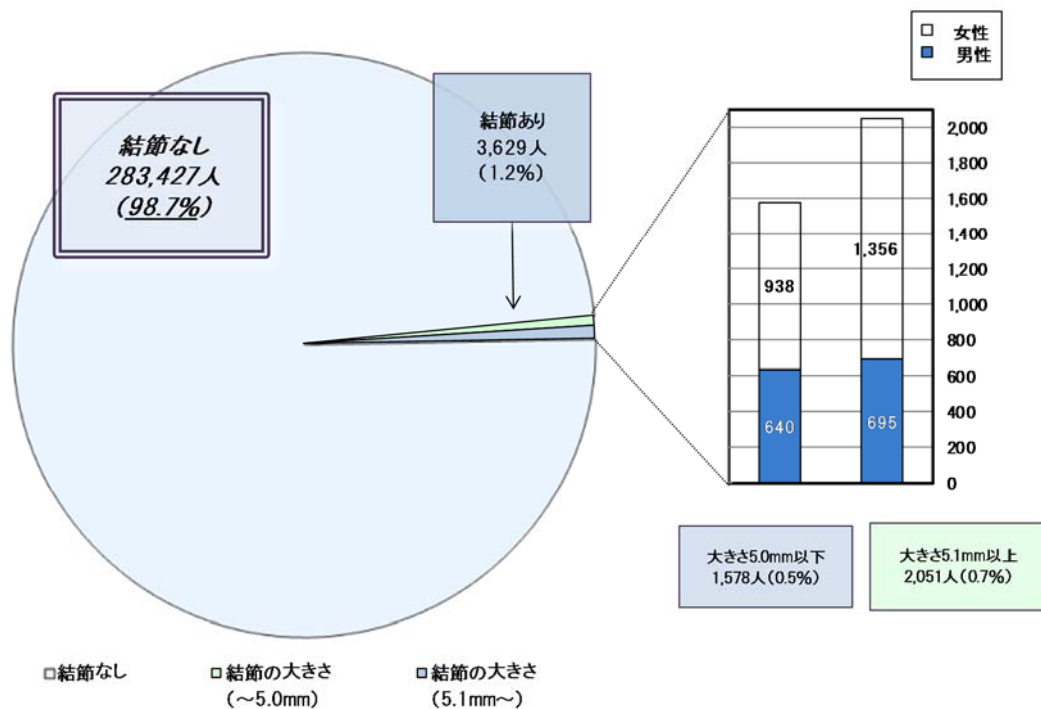 女性
男性
結節なし
283,427人
(98.7%)
結節あり
3,629人
(1.2%)
2,000
1,800
1,600
1,400
1,200
1,000
800
600
400
200
0
938
1,356
640
695
大きさ5.0mm以下
1,578人(0.5%)
大きさ5.1mm以上
2,051人(0.7%)
結節なし
結節の大きさ
(～5.0mm)
結節の大きさ
(5.1mm～)